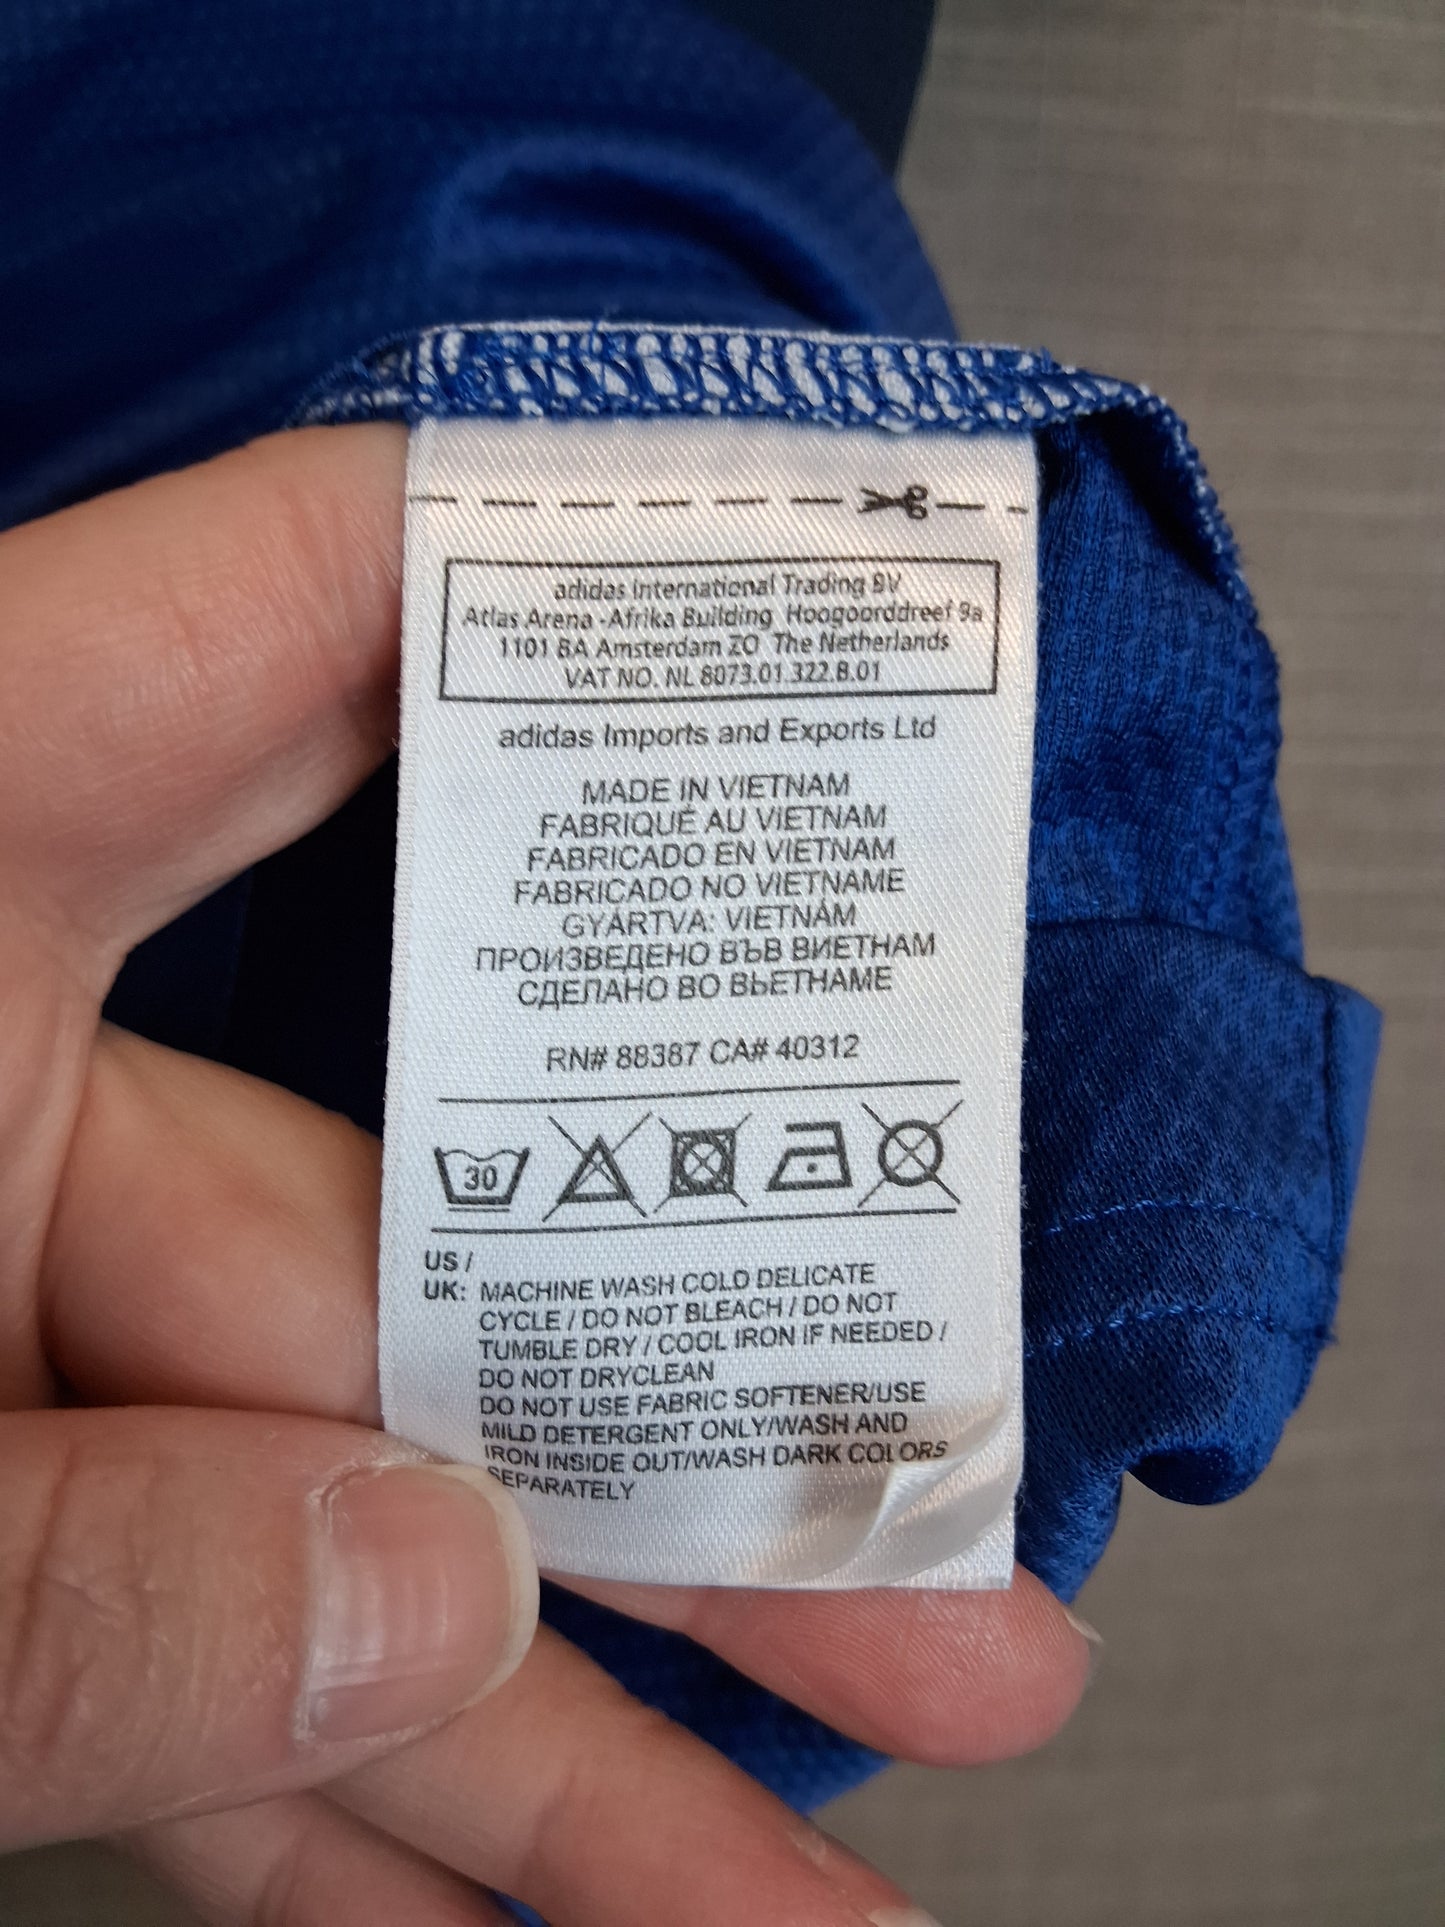 adidas International Trading BV
Atlas Arena -Afrika Building Hoogoorddreef 9a
1101 BA Amsterdam ZO The Netherlands
VAT NO. NL 8073.01.322.B.01
adidas Imports and Exports Ltd
MADE IN VIETNAM
FABRIQUÉ AU VIETNAM
FABRICADO EN VIETNAM
FABRICADO NO VIETNAME
GYÁRTVA: VIETNÁM
ПРОИЗВЕДЕНО ВЪВ ВИЕТНАМ
СДЕЛАНО ВО ВЬЕТНАМЕ
RN# 88387 CA# 40312
30
US /
UK: MACHINE WASH COLD DELICATE
CYCLE / DO NOT BLEACH / DO NOT
TUMBLE DRY / COOL IRON IF NEEDED /
DO NOT DRYCLEAN
DO NOT USE FABRIC SOFTENER/USE
MILD DETERGENT ONLY/WASH AND
IRON INSIDE OUT/WASH DARK COLORS
SEPARATELY